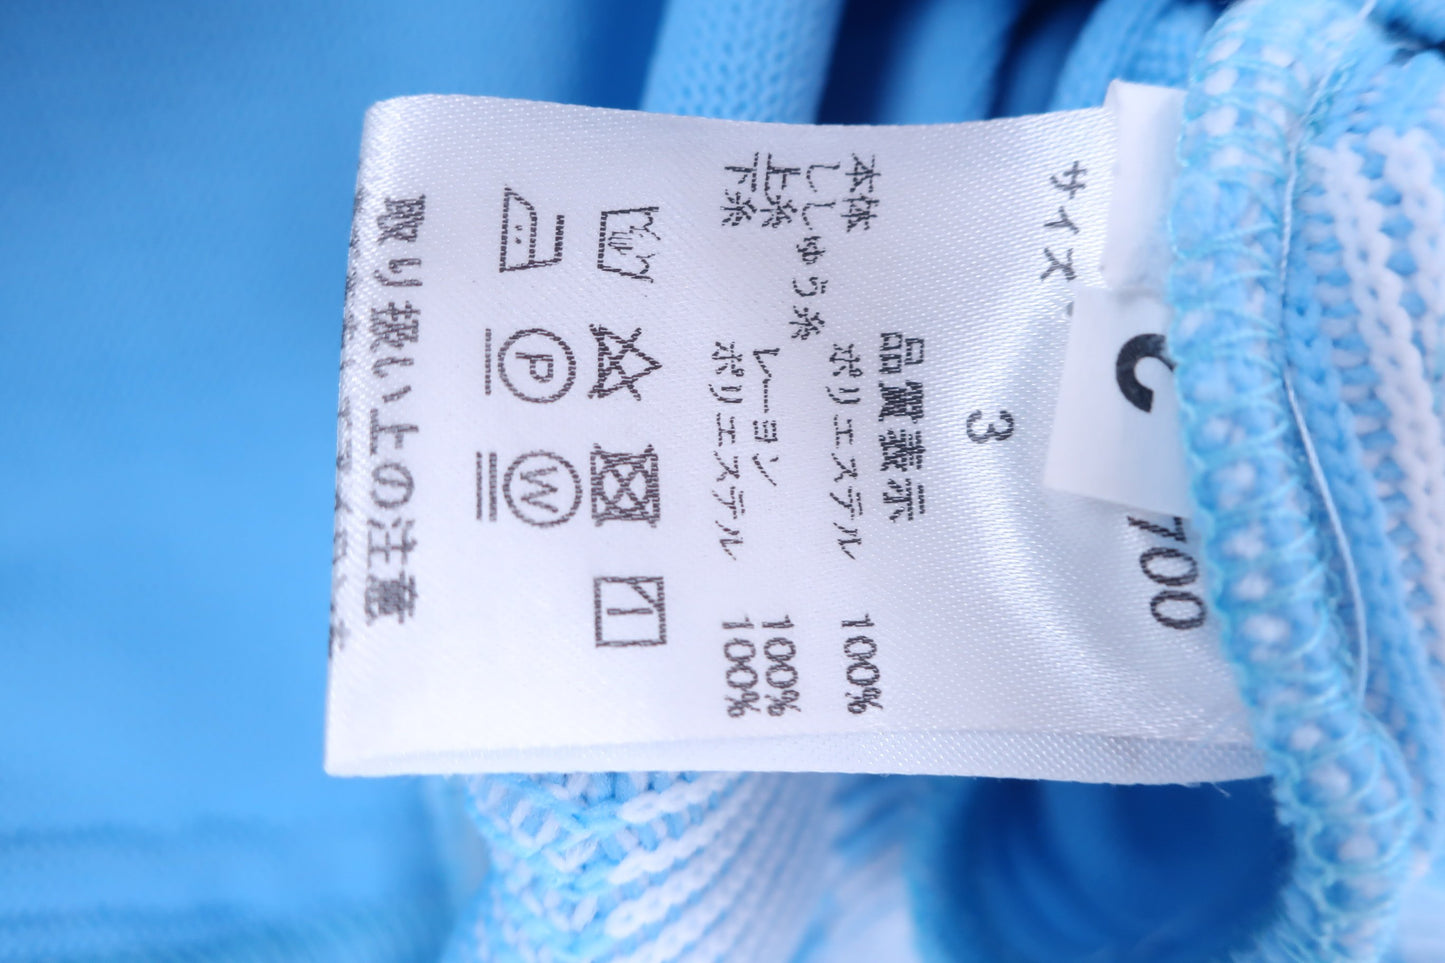 700
C
サイズ
3
品質表示
本体 ポリエステル 100%
ししゅう糸
上糸 レーヨン 100%
下糸 ポリエステル 100%
P W
取り扱い上の注意